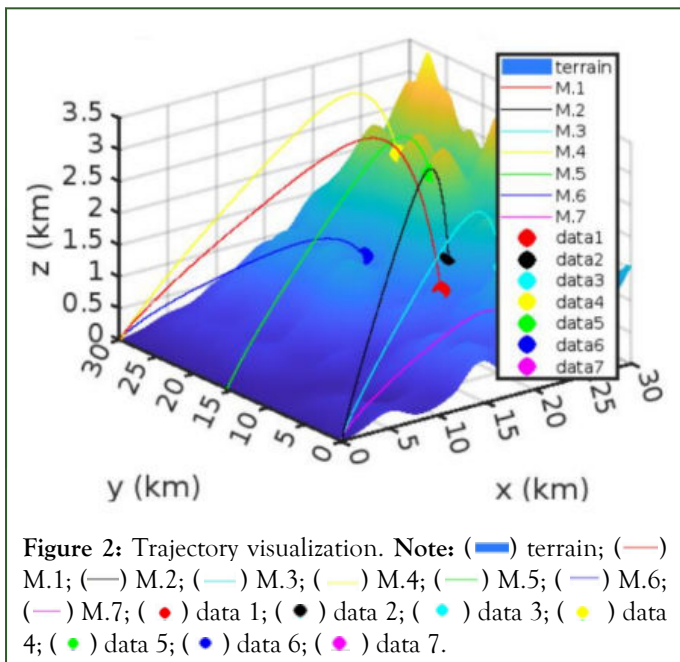 3.5
3
2.5
2
1.5
1
0.5
0
z (km)
30
25
20
15
10
5
0
y (km)
0
5
10
15
20
25
30
x (km)
terrain
M.1
M.2
M.3
M.4
M.5
M.6
M.7
data1
data2
data3
data4
data5
data6
data7
Figure 2: Trajectory visualization. Note: ( ) terrain; ( )
M.1; ( ) M.2; ( ) M.3; ( ) M.4; ( ) M.5; ( ) M.6;
( ) M.7; ( ) data 1; ( ) data 2; ( ) data 3; ( ) data
4; ( ) data 5; ( ) data 6; ( ) data 7.